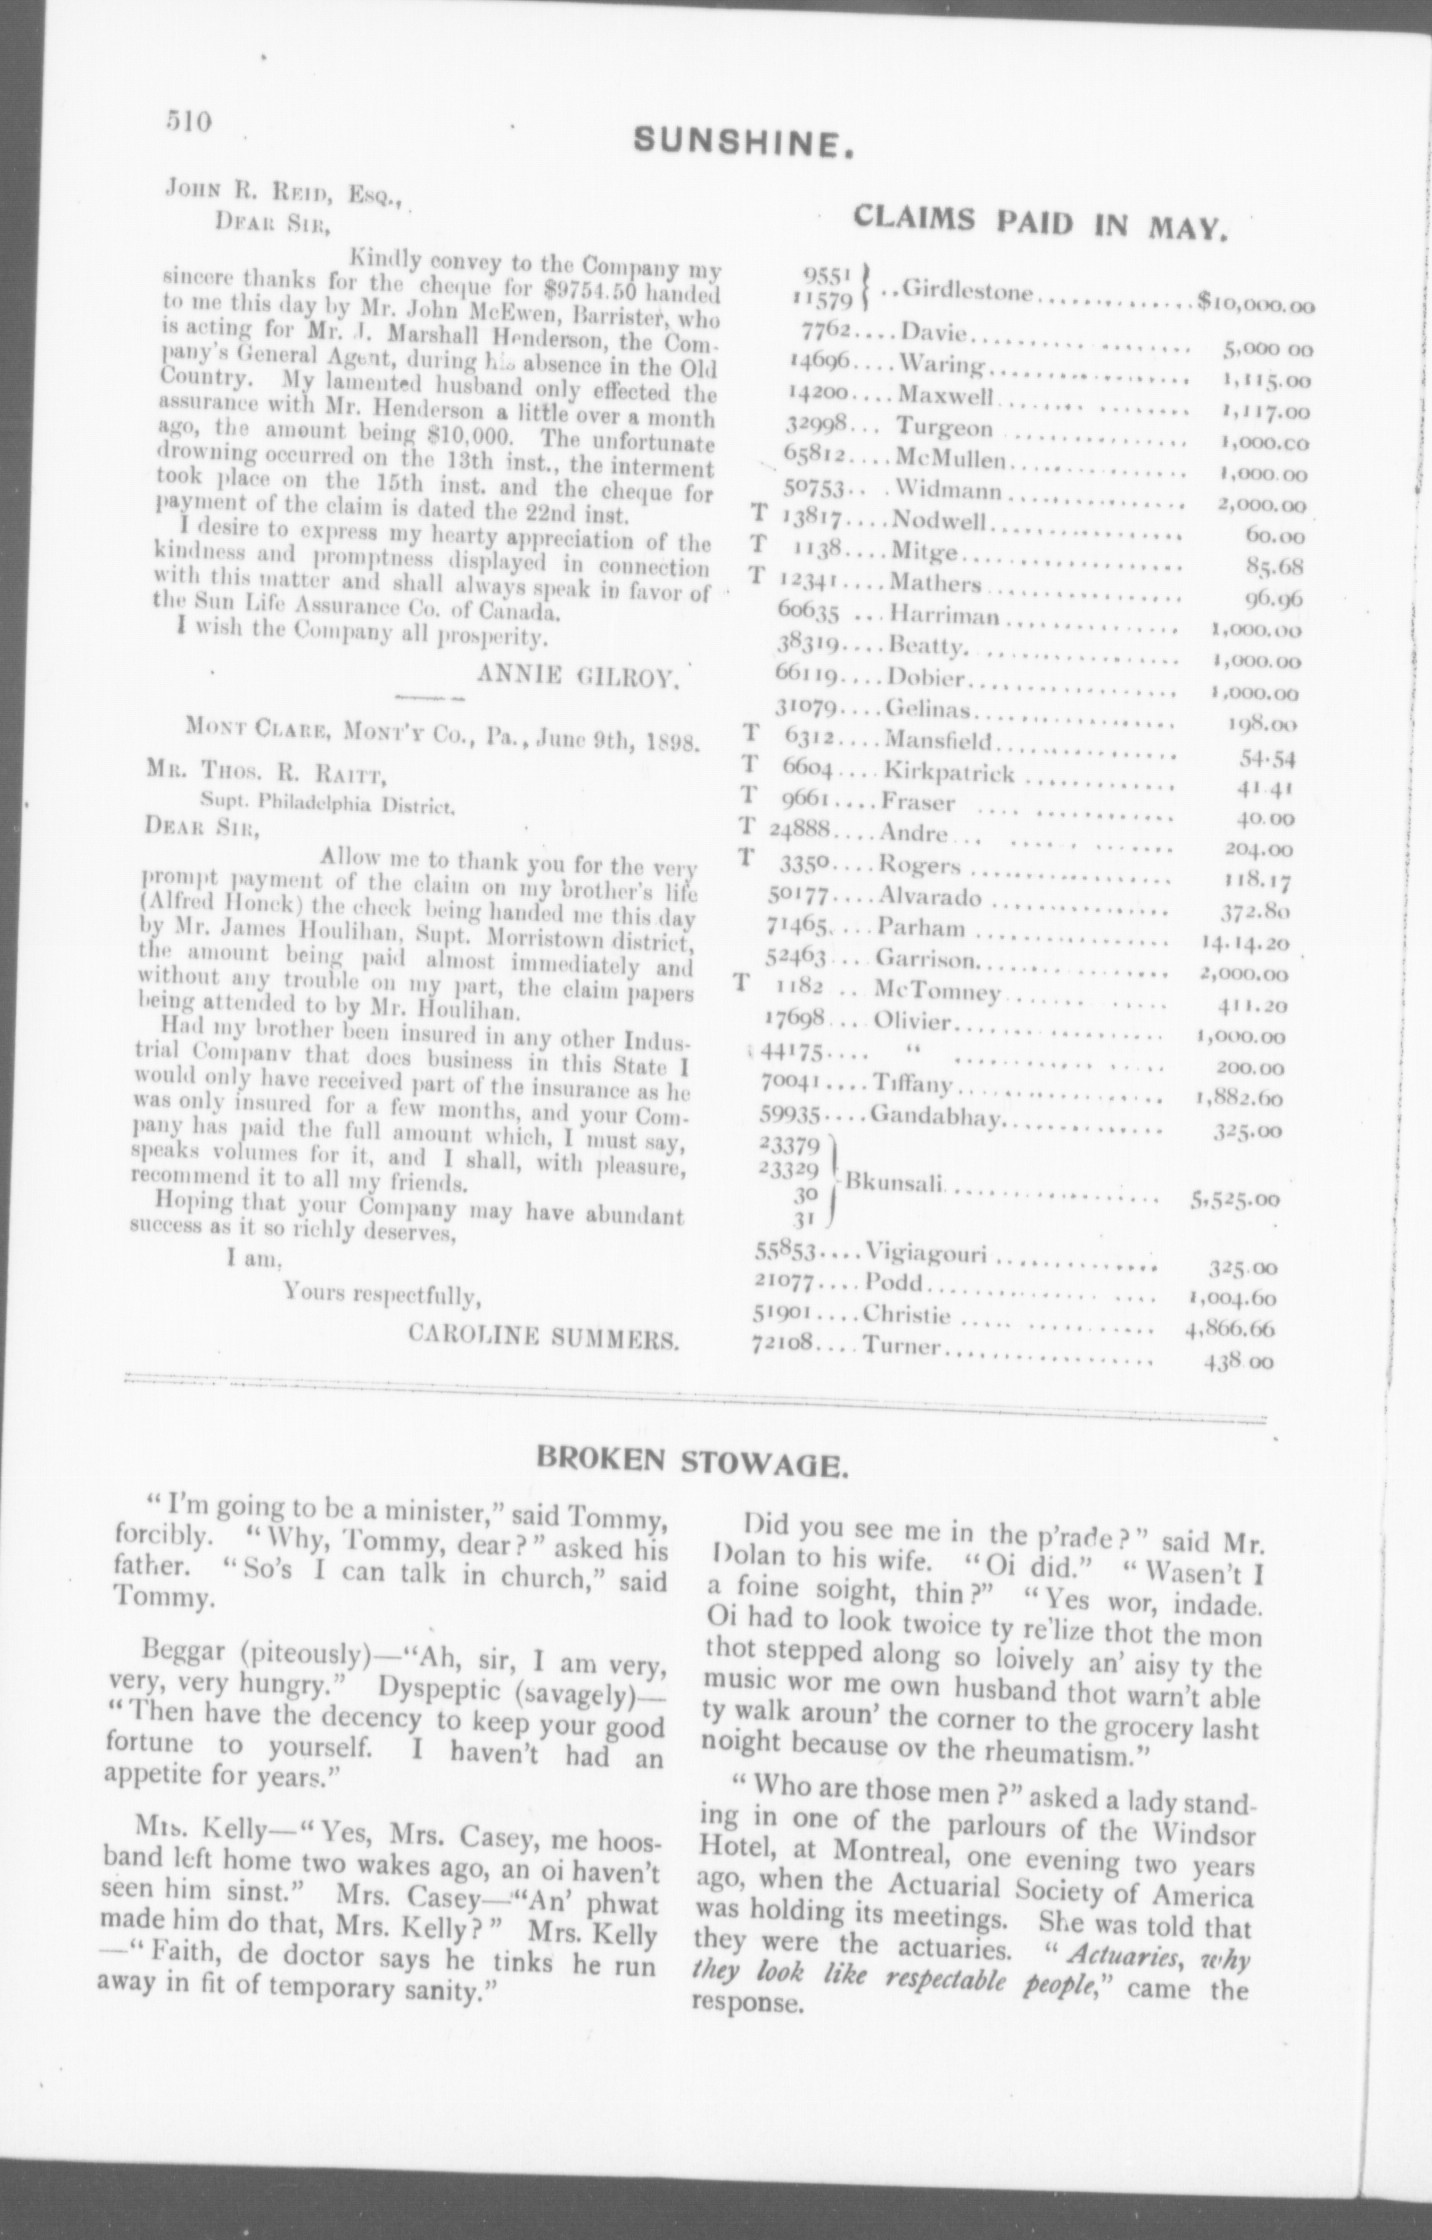 510
SUNSHINE.
JOHN R. REID, ESQ.,
DEAR SIR,
Kindly convey to the Company my
sincere thanks for the cheque for $9754.50 handed
to me this day by Mr. John McEwen, Barrister, who
is acting for Mr. J. Marshall Henderson, the Com-
pany's General Agent, during his absence in the Old
Country. My lamented husband only effected the
assurance with Mr. Henderson a little over a month
ago, the amount being $10,000. The unfortunate
drowning occurred on the 13th inst., the interment
took place on the 15th inst. and the cheque for
payment of the claim is dated the 22nd inst.
I desire to express my hearty appreciation of the
kindness and promptness displayed in connection
with this matter and shall always speak in favor of
the Sun Life Assurance Co. of Canada.
I wish the Company all prosperity.
ANNIE GILROY.
MONT CLARE, MONT'Y CO., Pa., June 9th, 1898.
MR. THOS. R. RAITT,
Supt. Philadelphia District.
DEAR SIR,
Allow me to thank you for the very
prompt payment of the claim on my brother's life
(Alfred Honck) the check being handed me this day
by Mr. James Houlihan, Supt. Morristown district,
the amount being paid almost immediately and
without any trouble on my part, the claim papers
being attended to by Mr. Houlihan.
Had my brother been insured in any other Indus-
trial Company that does business in this State I
would only have received part of the insurance as he
was only insured for a few months, and your Com-
pany has paid the full amount which, I must say,
speaks volumes for it, and I shall, with pleasure,
recommend it to all my friends.
Hoping that your Company may have abundant
success as it so richly deserves,
I am,
Yours respectfully,
CAROLINE SUMMERS.
CLAIMS PAID IN MAY.
9551
11579 } ..Girdlestone..............$10,000.00
7762....Davie.................... 5,000 00
14696....Waring.................. 1,115.00
14200....Maxwell................. 1,117.00
32998... Turgeon ................ 1,000.00
65812....McMullen................ 1,000.00
50753.. .Widmann................. 2,000.00
T 13817....Nodwell................. 60.00
T 1138....Mitge................... 85.68
T 12341....Mathers................. 96.96
60635 ...Harriman................ 1,000.00
38319....Beatty.................. 1,000.00
66119....Dobier.................. 1,000.00
31079....Gelinas................. 198.00
T 6312....Mansfield............... 54.54
T 6604....Kirkpatrick ............ 41.41
T 9661....Fraser .... ............ 40.00
T 24888....Andre... .... . ....... 204.00
T 3350....Rogers ................. 118.17
50177....Alvarado ............... 372.80
71465....Parham ................. 14.14.20
52463... Garrison................ 2,000.00
T 1182 .. McTomney....... ..... 411.20
17698... Olivier................. 1,000.00
44175.... " ............... ..... 200.00
70041....Tiffany................. 1,882.60
59935....Gandabhay............... 325.00
23379
23329
30
31 } Bkunsali.................. 5,525.00
55853....Vigiagouri .............. 325.00
21077....Podd................ .... 1,004.60
51901....Christie ..... ........... 4,866.66
72108....Turner.................. 438.00
BROKEN STOWAGE.
"I'm going to be a minister," said Tommy,
forcibly. "Why, Tommy, dear?" asked his
father. "So's I can talk in church," said
Tommy.
Beggar (piteously)—"Ah, sir, I am very,
very, very hungry." Dyspeptic (savagely)—
"Then have the decency to keep your good
fortune to yourself. I haven't had an
appetite for years."
Mrs. Kelly—"Yes, Mrs. Casey, me hoos-
band left home two wakes ago, an oi haven't
seen him sinst." Mrs. Casey—"An' phwat
made him do that, Mrs. Kelly?" Mrs. Kelly
—"Faith, de doctor says he tinks he run
away in fit of temporary sanity."
Did you see me in the p'rade?" said Mr.
Dolan to his wife. "Oi did." "Wasen't I
a foine soight, thin?" "Yes wor, indade.
Oi had to look twoice ty re'lize thot the mon
thot stepped along so loively an' aisy ty the
music wor me own husband thot warn't able
ty walk aroun' the corner to the grocery lasht
noight because ov the rheumatism."
"Who are those men?" asked a lady stand-
ing in one of the parlours of the Windsor
Hotel, at Montreal, one evening two years
ago, when the Actuarial Society of America
was holding its meetings. She was told that
they were the actuaries. "Actuaries, why
they look like respectable people," came the
response.